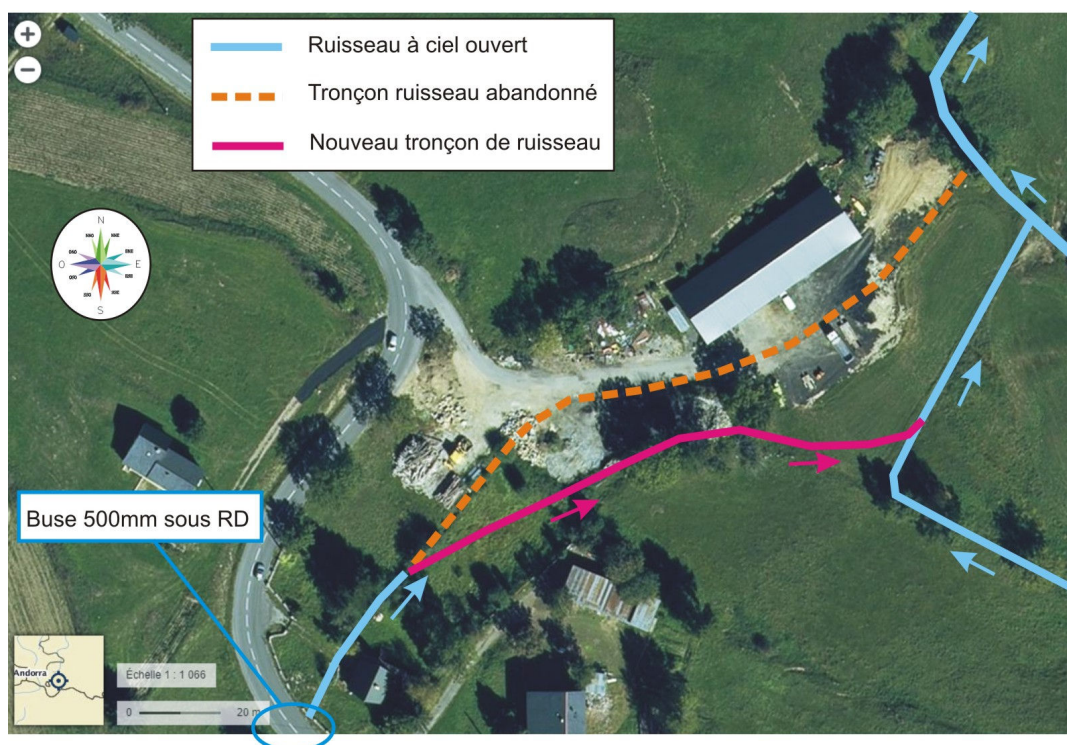 +
−
Ruisseau à ciel ouvert
Tronçon ruisseau abandonné
Nouveau tronçon de ruisseau
N
O
E
S
Buse 500mm sous RD
Andorra
Échelle 1 : 1 066
0
20 m